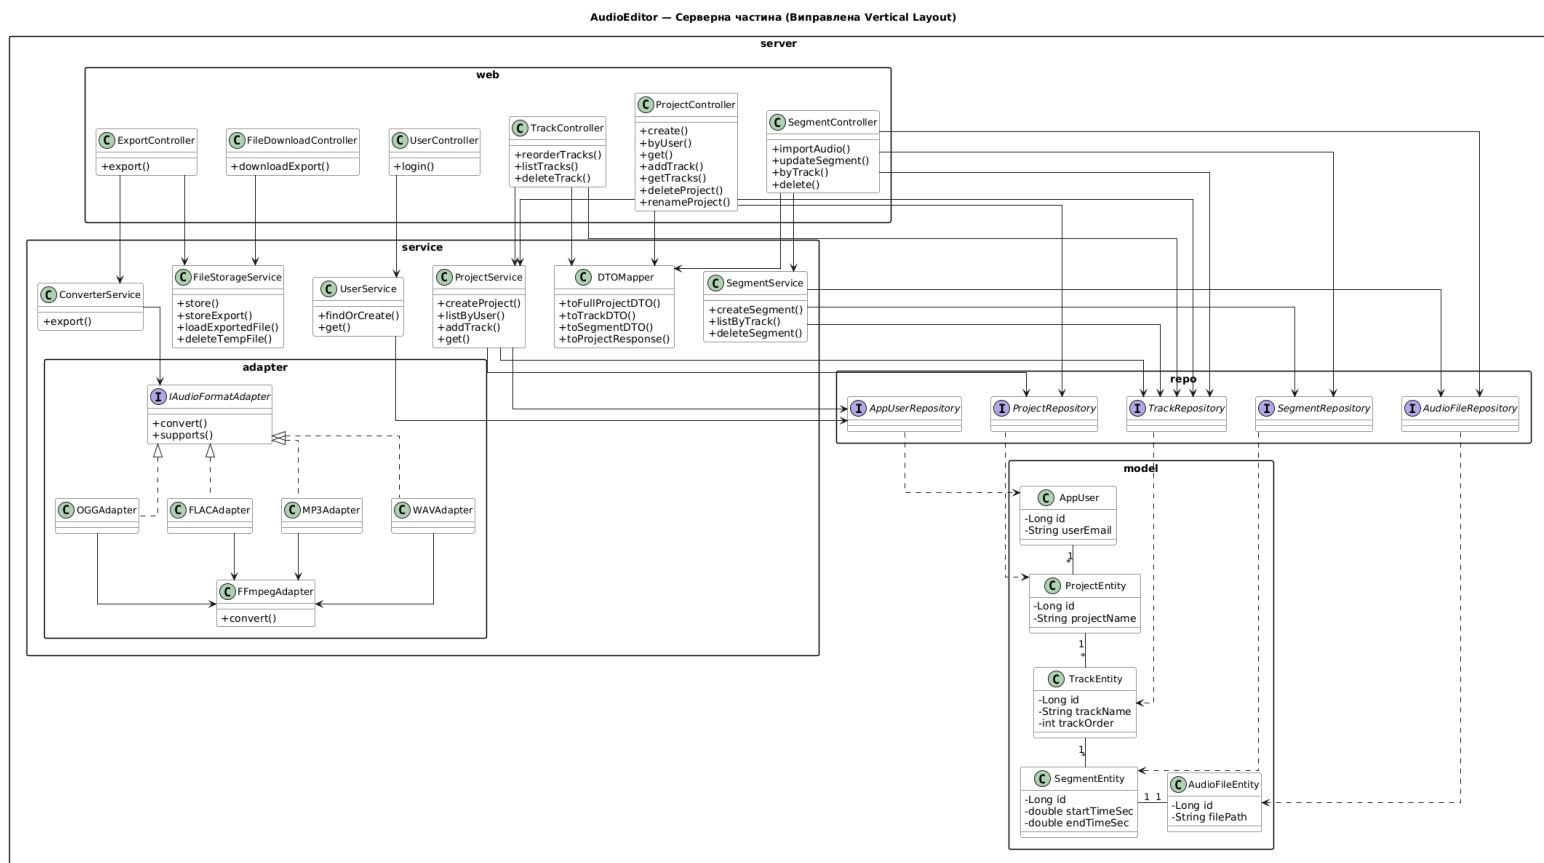 AudioEditor — Серверна частина (Виправлена Vertical Layout)
server
web
C ExportController
+export()
C FileDownloadController
+downloadExport()
C UserController
+login()
C TrackController
+reorderTracks()
+listTracks()
+deleteTrack()
C ProjectController
+create()
+byUser()
+get()
+addTrack()
+getTracks()
+deleteProject()
+renameProject()
C SegmentController
+importAudio()
+updateSegment()
+byTrack()
+delete()
service
C ConverterService
+export()
C FileStorageService
+store()
+storeExport()
+loadExportedFile()
+deleteTempFile()
C UserService
+findOrCreate()
+get()
C ProjectService
+createProject()
+listByUser()
+addTrack()
+get()
C DTOMapper
+toFullProjectDTO()
+toTrackDTO()
+toSegmentDTO()
+toProjectResponse()
C SegmentService
+createSegment()
+listByTrack()
+deleteSegment()
adapter
I IAudioFormatAdapter
+convert()
+supports()
C OGGAdapter
C FLACAdapter
C MP3Adapter
C WAVAdapter
C FFmpegAdapter
+convert()
repo
I AppUserRepository
I ProjectRepository
I TrackRepository
I SegmentRepository
I AudioFileRepository
model
C AppUser
-Long id
-String userEmail
1
*
C ProjectEntity
-Long id
-String projectName
1
*
C TrackEntity
-Long id
-String trackName
-int trackOrder
1
*
C SegmentEntity
-Long id
-double startTimeSec
-double endTimeSec
1 1
C AudioFileEntity
-Long id
-String filePath